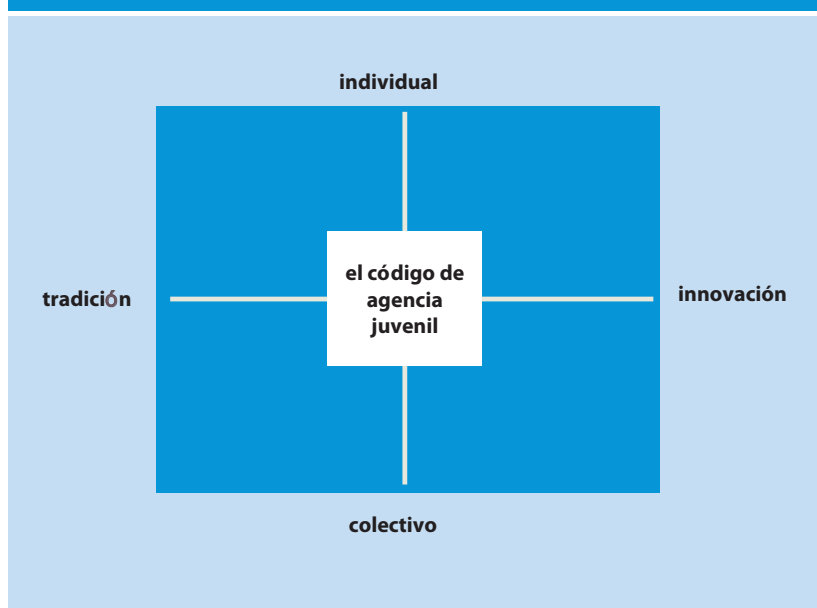 individual
el código de
agencia
juvenil
tradición
innovación
colectivo